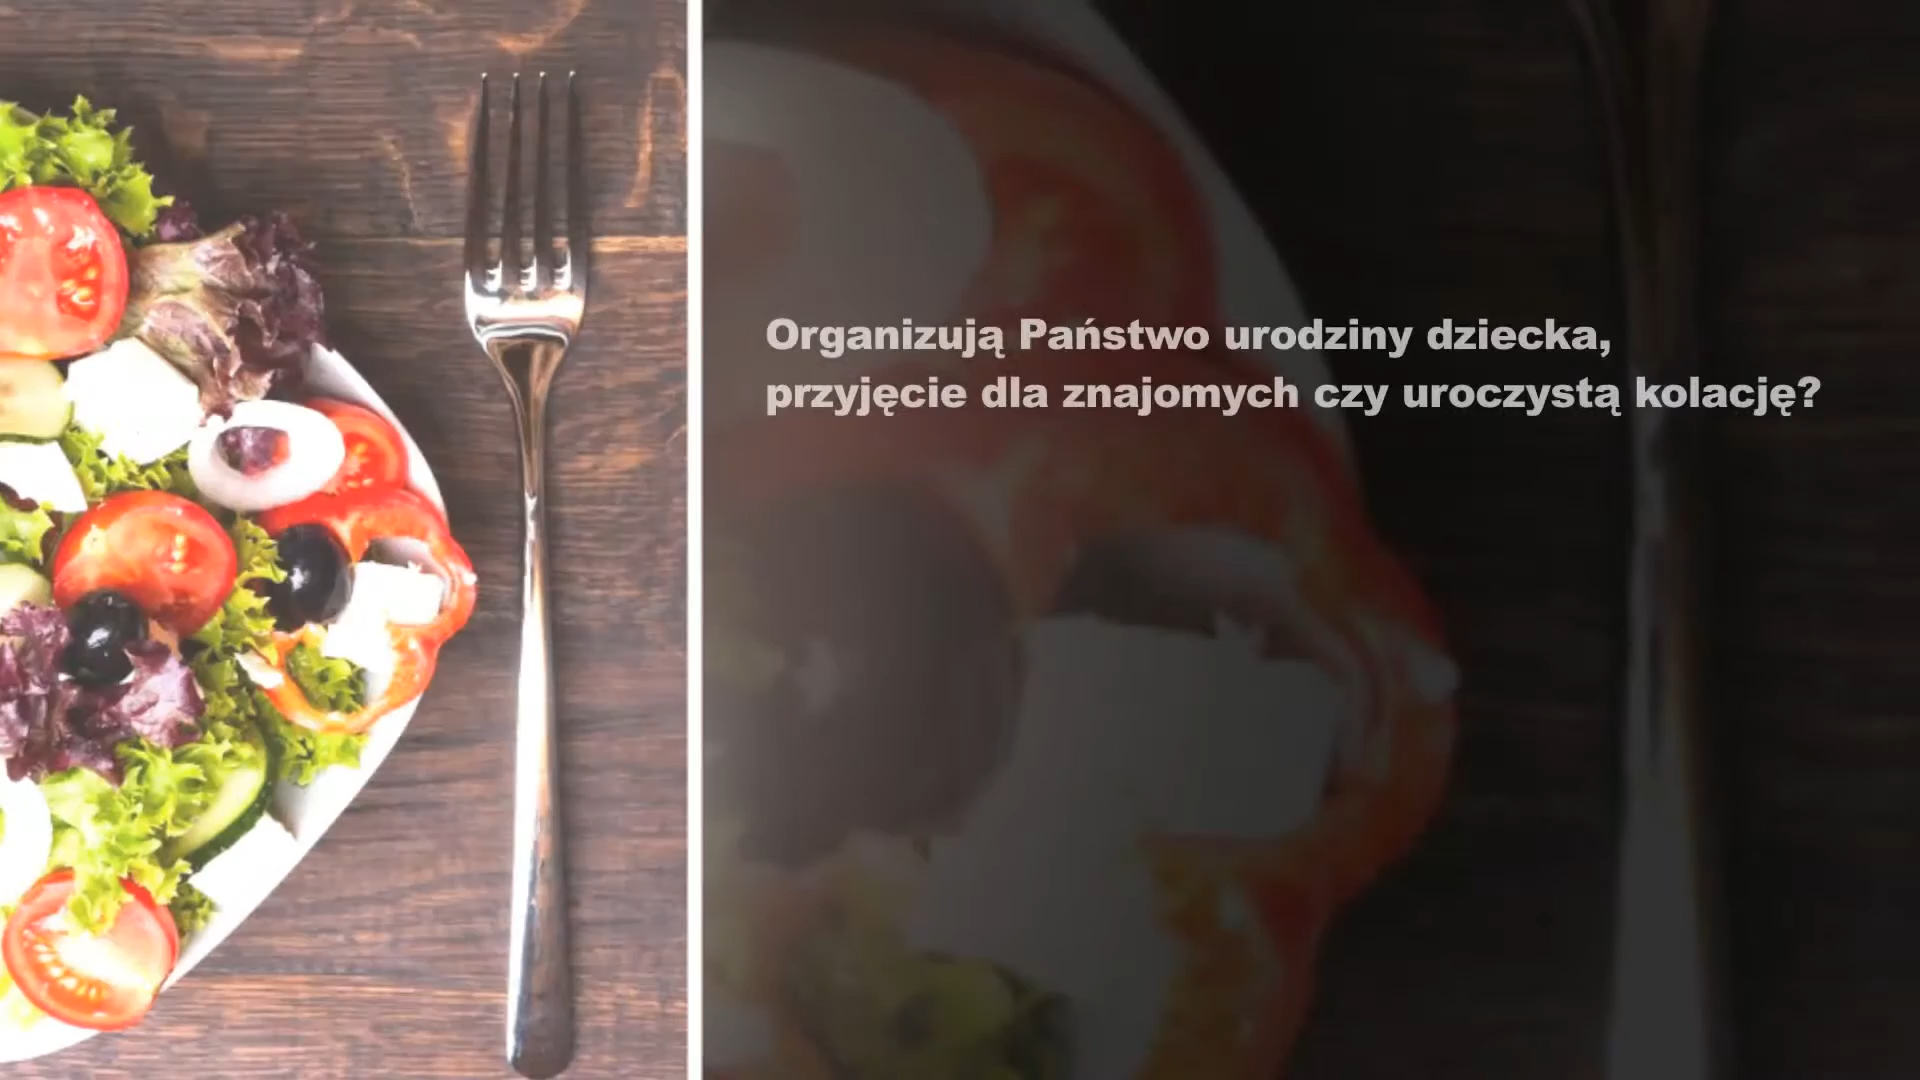 Organizują Państwo urodziny dziecka,
przyjęcie dla znajomych czy uroczystą kolację?